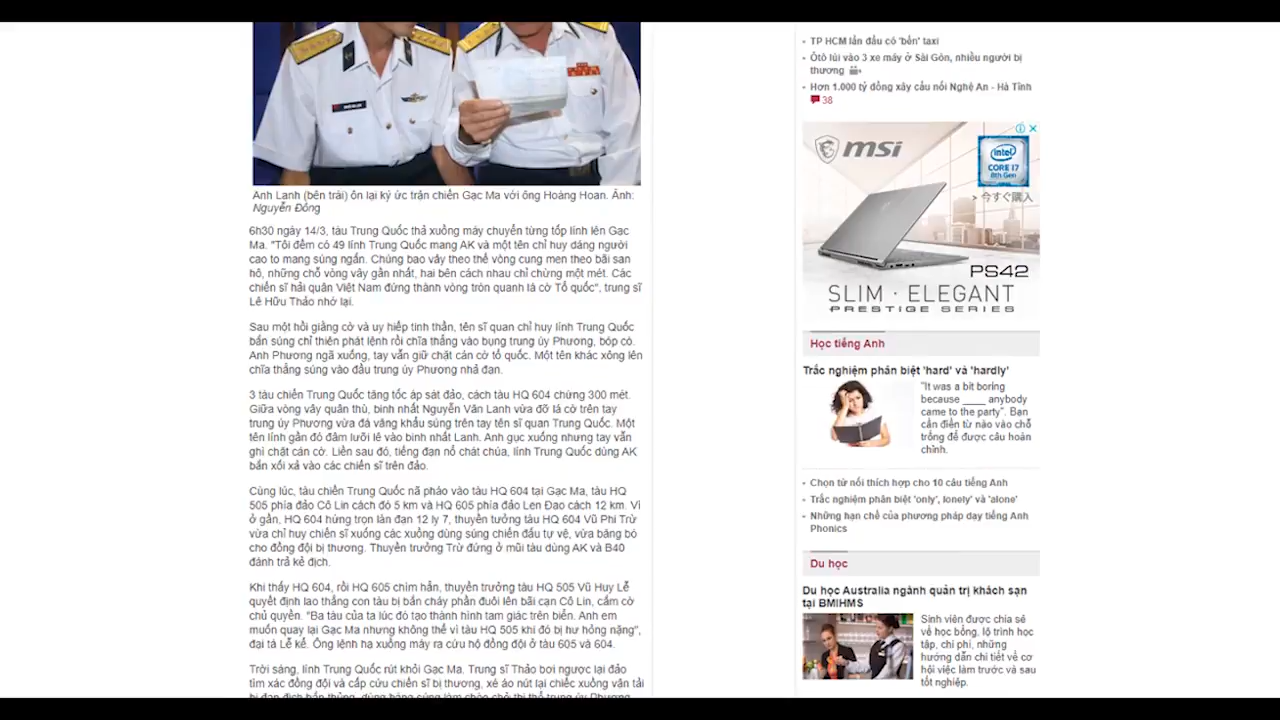 Anh Lanh (bên trái) ôn lại ký ức trận chiến Gạc Ma với ông Hoàng Hoan. Ảnh:
Nguyễn Đông
6h30 ngày 14/3, tàu Trung Quốc thả xuồng máy chuyển từng tốp lính lên Gạc
Ma. "Tôi đếm có 49 lính Trung Quốc mang AK và một tên chỉ huy dáng người
cao to mang súng ngắn. Chúng bao vây theo thế vòng cung men theo bãi san
hô, những chỗ vòng vây gần nhất, hai bên cách nhau chỉ chừng một mét. Các
chiến sĩ hải quân Việt Nam đứng thành vòng tròn quanh lá cờ Tổ quốc", trung sĩ
Lê Hữu Thảo nhớ lại.
Sau một hồi giằng cờ và uy hiếp tinh thần, tên sĩ quan chỉ huy lính Trung Quốc
bắn súng chỉ thiên phát lệnh rồi chĩa thẳng vào bụng trung úy Phương, bóp cò.
Anh Phương ngã xuống, tay vẫn giữ chặt cán cờ tổ quốc. Một tên khác xông lên
chĩa thẳng súng vào đầu trung úy Phương nhả đạn.
3 tàu chiến Trung Quốc tăng tốc áp sát đảo, cách tàu HQ 604 chừng 300 mét.
Giữa vòng vây quân thù, binh nhất Nguyễn Văn Lanh vừa đỡ lá cờ trên tay
trung úy Phương vừa đá văng khẩu súng trên tay tên sĩ quan Trung Quốc. Một
tên lính gần đó đâm lưỡi lê vào binh nhất Lanh. Anh gục xuống nhưng tay vẫn
ghì chặt cán cờ. Liền sau đó, tiếng đạn nổ chát chúa, lính Trung Quốc dùng AK
bắn xối xả vào các chiến sĩ trên đảo.
Cùng lúc, tàu chiến Trung Quốc nã pháo vào tàu HQ 604 tại Gạc Ma, tàu HQ
505 phía đảo Cô Lin cách đó 5 km và HQ 605 phía đảo Len Đao cách 12 km. Vì
ở gần, HQ 604 hứng trọn làn đạn 12 ly 7, thuyền tưởng tàu HQ 604 Vũ Phi Trừ
vừa chỉ huy chiến sĩ xuống các xuồng dùng súng chiến đấu tự vệ, vừa băng bó
cho đồng đội bị thương. Thuyền trưởng Trừ đứng ở mũi tàu dùng AK và B40
đánh trả kẻ địch.
Khi thấy HQ 604, rồi HQ 605 chìm hẳn, thuyền trưởng tàu HQ 505 Vũ Huy Lễ
quyết định lao thẳng con tàu bị bắn cháy phần đuôi lên bãi cạn Cô Lin, cắm cờ
chủ quyền. "Ba tàu của ta lúc đó tạo thành hình tam giác trên biển. Anh em
muốn quay lại Gạc Ma nhưng không thể vì tàu HQ 505 khi đó bị hư hỏng nặng",
đại tá Lễ kể. Ông lệnh hạ xuồng máy ra cứu hộ đồng đội ở tàu 605 và 604.
Trời sáng, lính Trung Quốc rút khỏi Gạc Ma. Trung sĩ Thảo bơi ngược lại đảo
tìm xác đồng đội và cấp cứu chiến sĩ bị thương, xé áo nút lại chiếc xuồng vận tải
bị đạn địch bắn thủng, dùng báng súng làm chèo chở thi thể trung úy Phương
TP HCM lần đầu có 'bến' taxi
Ôtô lùi vào 3 xe máy ở Sài Gòn, nhiều người bị
thương
Hơn 1.000 tỷ đồng xây cầu nối Nghệ An - Hà Tĩnh
38
msi
intel
CORE i7
8th Gen
> 今すぐ購入
PS42
SLIM · ELEGANT
PRESTIGE SERIES
Học tiếng Anh
Trắc nghiệm phân biệt 'hard' và 'hardly'
"It was a bit boring
because ____ anybody
came to the party". Bạn
cần điền từ nào vào chỗ
trống để được câu hoàn
chỉnh.
Chọn từ nối thích hợp cho 10 câu tiếng Anh
Trắc nghiệm phân biệt 'only', lonely' và 'alone'
Những hạn chế của phương pháp dạy tiếng Anh
Phonics
Du học
Du học Australia ngành quản trị khách sạn
tại BMIHMS
Sinh viên được chia sẻ
về học bổng, lộ trình học
tập, chi phí, những
hướng dẫn chi tiết về cơ
hội việc làm trước và sau
tốt nghiệp.